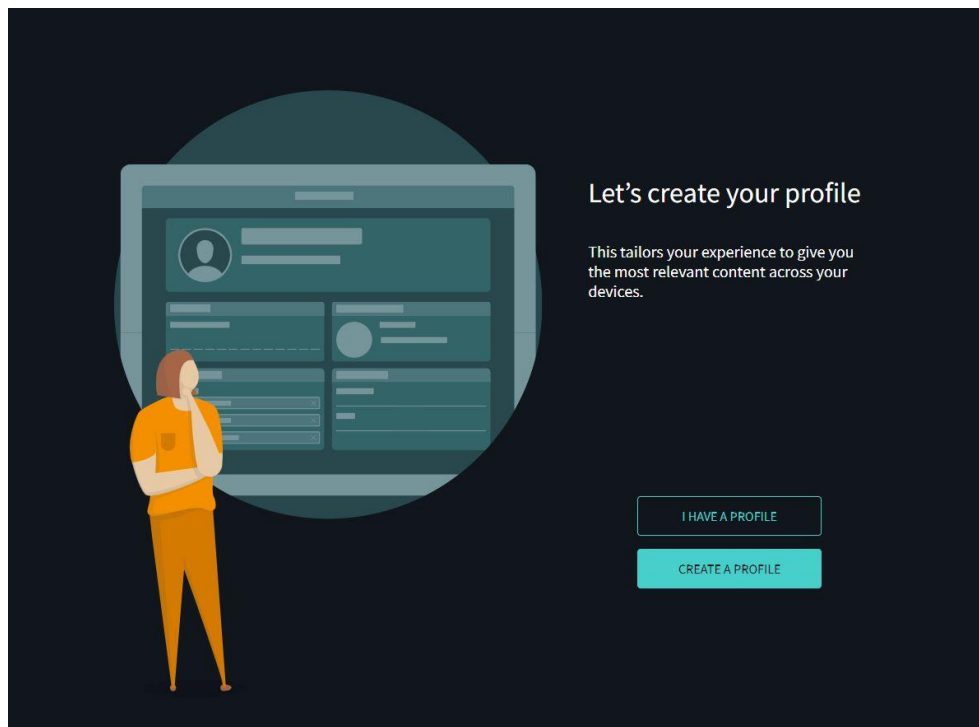 Let’s create your profile
This tailors your experience to give you
the most relevant content across your
devices.
I HAVE A PROFILE
CREATE A PROFILE